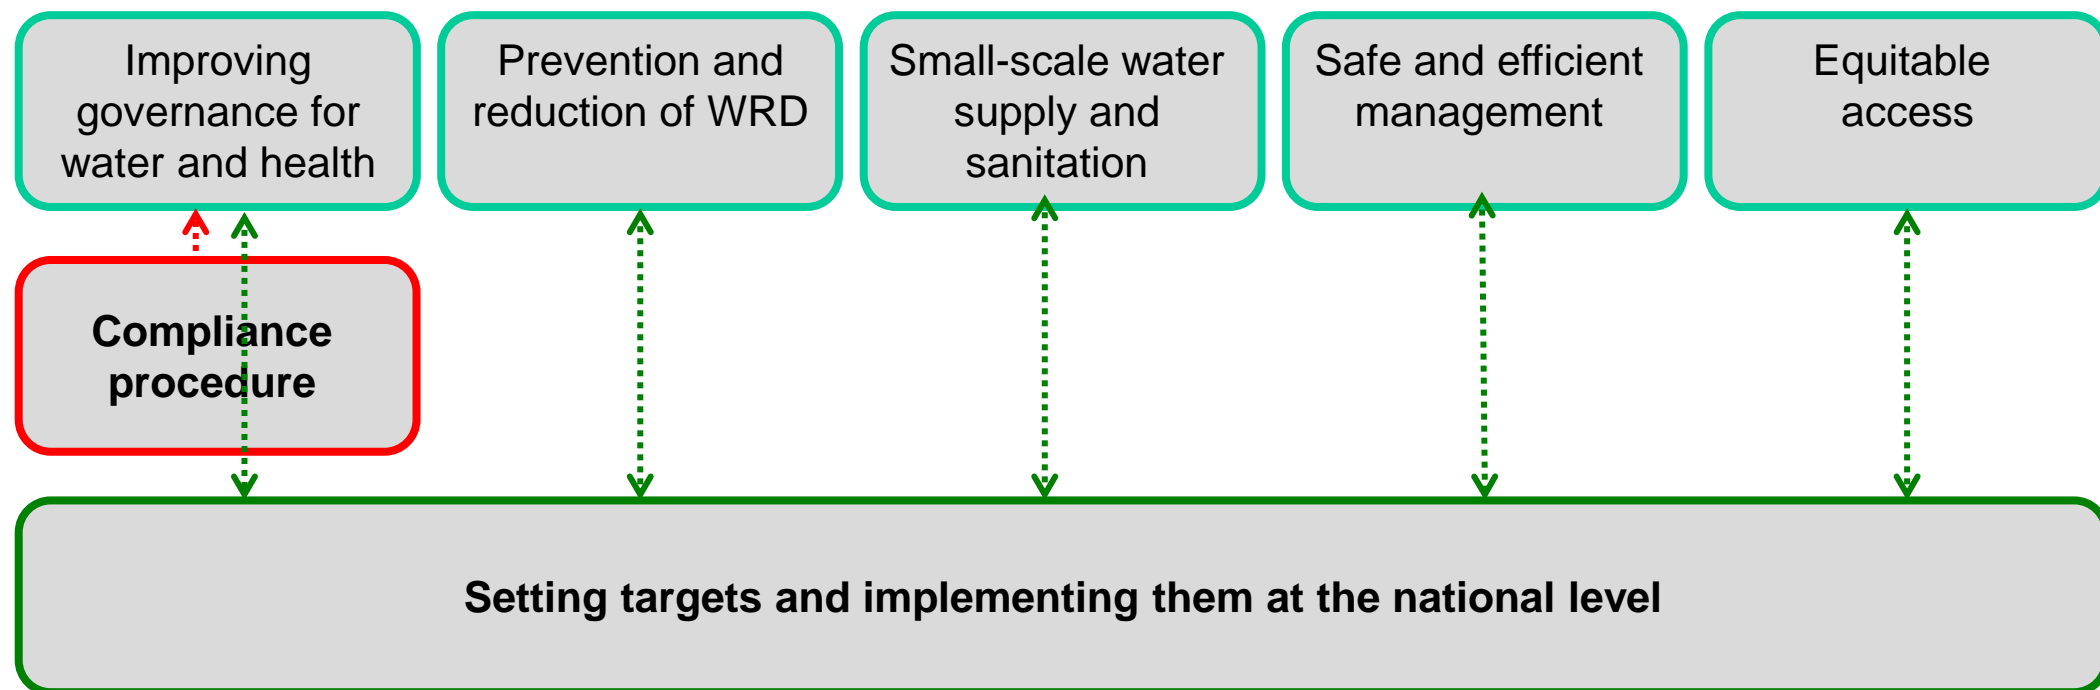 Improving
governance for
water and health
Prevention and
reduction of WRD
Small-scale water
supply and
sanitation
Safe and efficient
management
Equitable
access
Compliance
procedure
Setting targets and implementing them at the national level